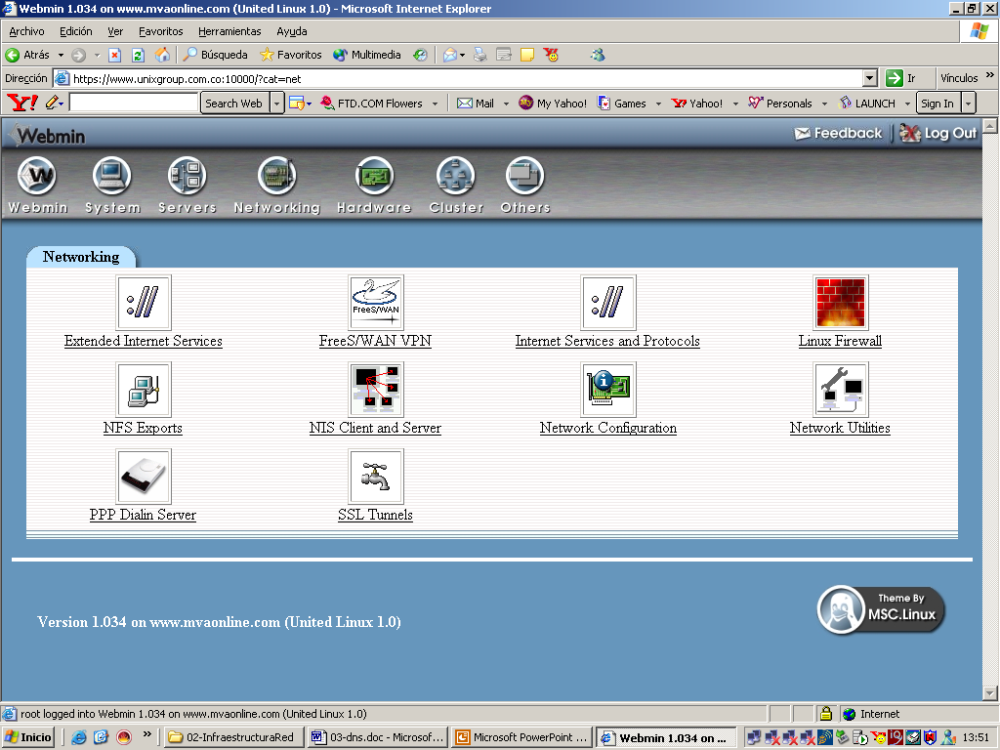 Webmin 1.034 on www.mvaonline.com (United Linux 1.0) - Microsoft Internet Explorer
Archivo Edición Ver Favoritos Herramientas Ayuda
Atrás Búsqueda Favoritos Multimedia
Dirección https://www.unixgroup.com.co:10000/?cat=net Ir Vínculos »
Y! Search Web FTD.COM Flowers Mail My Yahoo! Games Yahoo! Personals LAUNCH Sign In
Webmin Feedback Log Out
Webmin System Servers Networking Hardware Cluster Others
Networking
Extended Internet Services FreeS/WAN FreeS/WAN VPN Internet Services and Protocols Linux Firewall
NFS Exports NIS Client and Server Network Configuration Network Utilities
PPP Dialin Server SSL Tunnels
Theme By
MSC.Linux
Version 1.034 on www.mvaonline.com (United Linux 1.0)
root logged into Webmin 1.034 on www.mvaonline.com (United Linux 1.0) Internet
Inicio » 02-InfraestructuraRed 03-dns.doc - Microsof... Microsoft PowerPoint ... Webmin 1.034 on ... 13:51